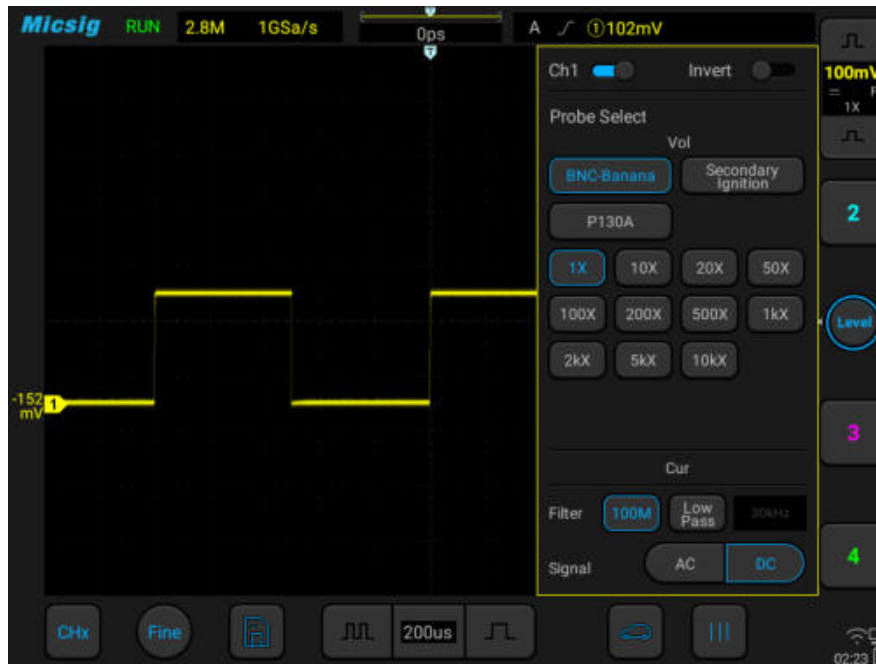 Micsig RUN 2.8M 1GSa/s 0ps A ①102mV
T
Ch1 Invert
100mV
1X
Probe Select
Vol
BNC-Banana Secondary
Ignition
P130A
2
1X 10X 20X 50X
100X 200X 500X 1kX
Level
2kX 5kX 10kX
-152
mV
1
3
Cur
Filter 100M Low
Pass 30kHz
Signal AC DC
4
CHx Fine 200us
02:23